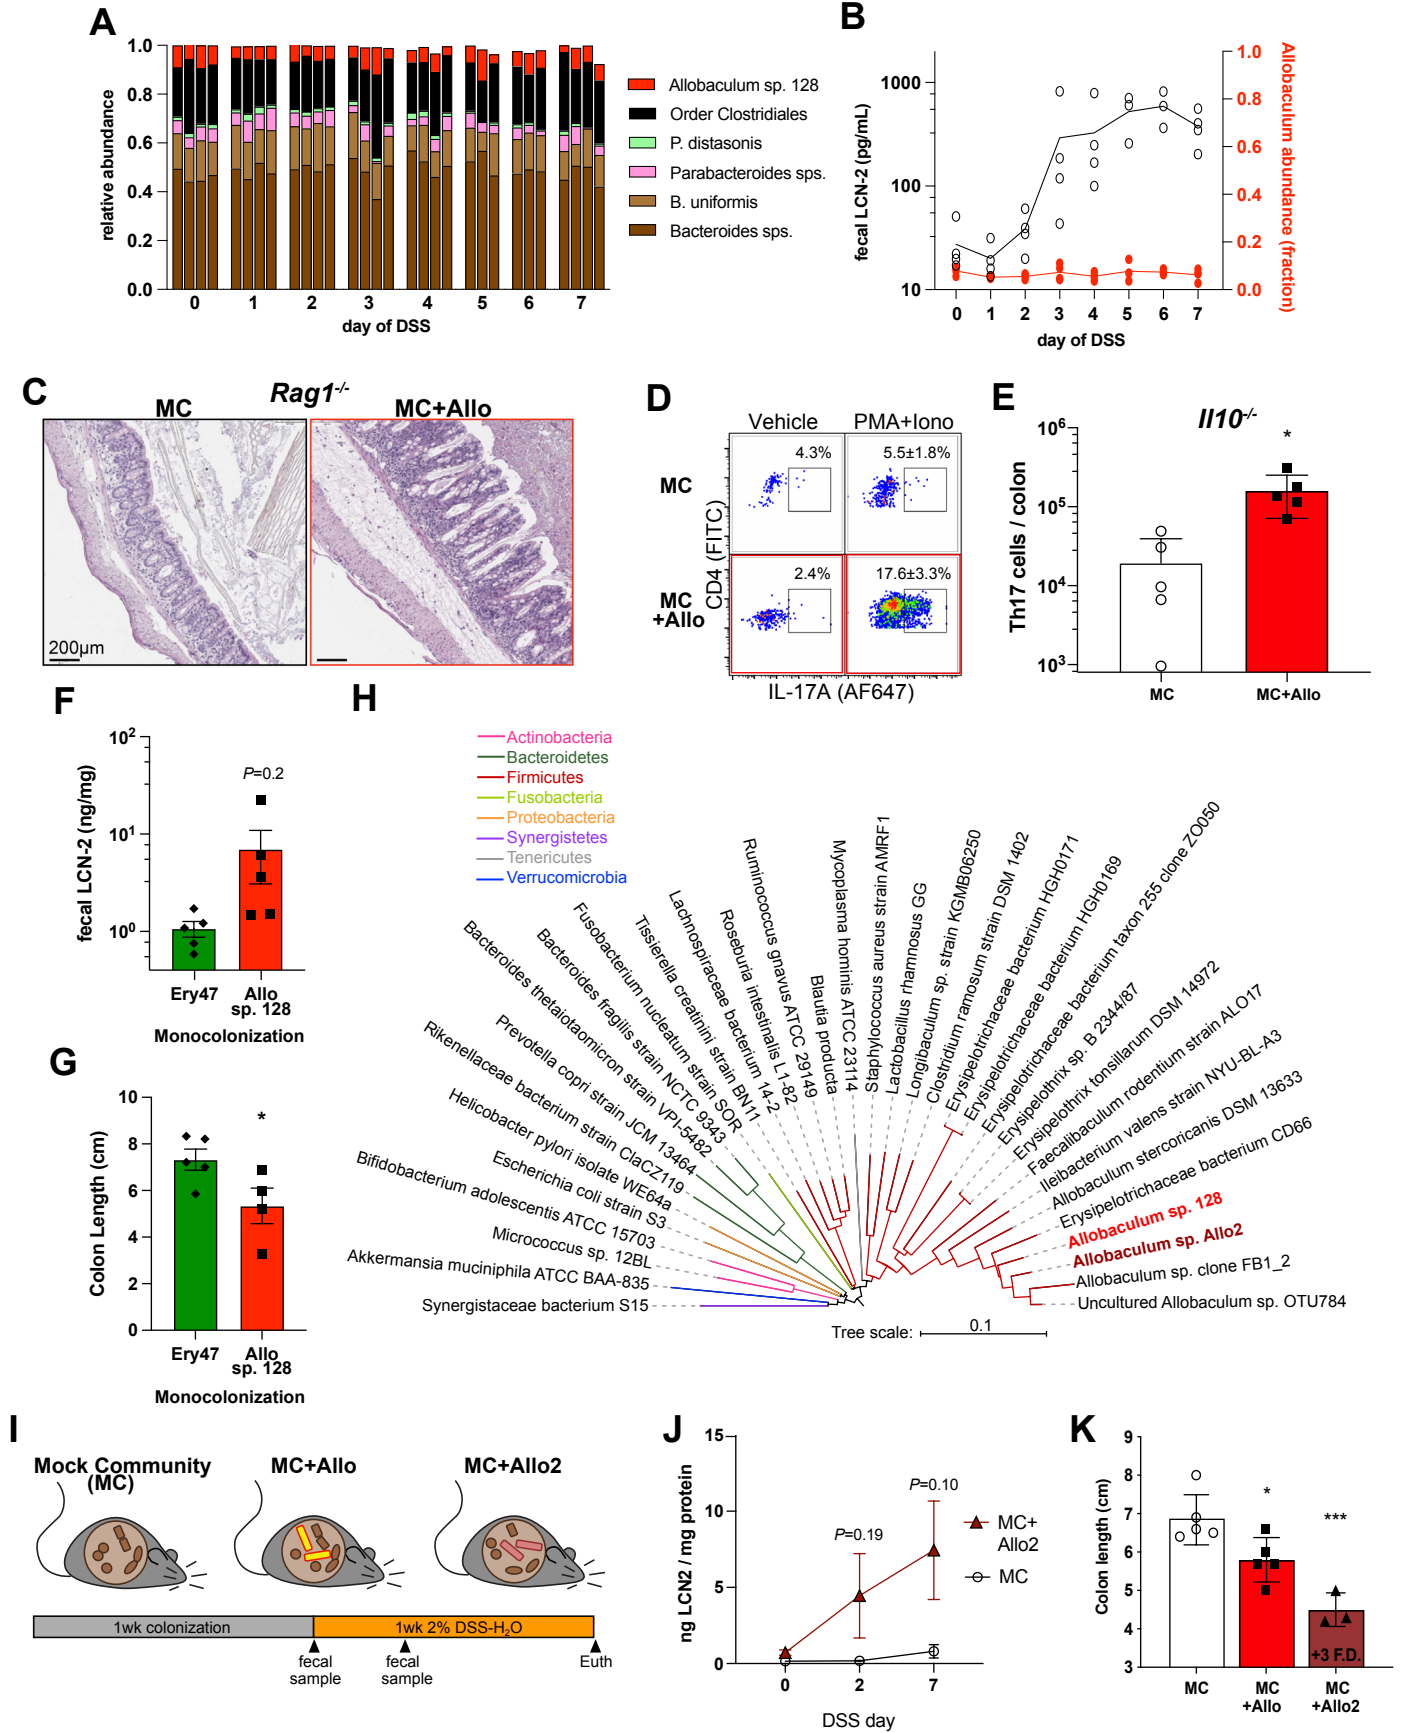 A
1.0
0.8
0.6
0.4
0.2
0.0
relative abundance
0 1 2 3 4 5 6 7
day of DSS
Allobaculum sp. 128
Order Clostridiales
P. distasonis
Parabacteroides sps.
B. uniformis
Bacteroides sps.
B
1000
100
10
fecal LCN-2 (pg/mL)
1.0
0.8
0.6
0.4
0.2
0.0
Allobaculum abundance (fraction)
0 1 2 3 4 5 6 7
day of DSS
C
Rag1-/-
MC
MC+Allo
200µm
D
Vehicle
PMA+Iono
MC
4.3%
5.5±1.8%
MC
+Allo
2.4%
17.6±3.3%
CD4 (FITC)
IL-17A (AF647)
E
Il10-/-
*
10^6
10^5
10^4
10^3
Th17 cells / colon
MC
MC+Allo
F
10^2
10^1
10^0
fecal LCN-2 (ng/mg)
P=0.2
Ery47
Allo
sp. 128
Monocolonization
G
10
8
6
4
2
0
Colon Length (cm)
*
Ery47
Allo
sp. 128
Monocolonization
H
Actinobacteria
Bacteroidetes
Firmicutes
Fusobacteria
Proteobacteria
Synergistetes
Tenericutes
Verrucomicrobia
Synergistaceae bacterium S15
Akkermansia muciniphila ATCC BAA-835
Micrococcus sp. 12BL
Bifidobacterium adolescentis ATCC 15703
Escherichia coli strain S3
Helicobacter pylori isolate WE64a
Rikenellaceae bacterium strain ClaCZ119
Prevotella copri strain JCM 13464
Bacteroides thetaiotamicron strain VPI-5482
Bacteroides fragilis strain NCTC 9343
Fusobacterium nucleatum strain SOR
Tissierella creatinini strain BN11
Lachnospiraceae bacterium 14-2
Roseburia intestinalis L1-82
Ruminococcus gnavus ATCC 29149
Blautia producta
Mycoplasma hominis ATCC 23114
Staphylococcus aureus strain AMRF1
Lactobacillus rhamnosus GG
Longibaculum sp. strain KGMB06250
Clostridium ramosum strain DSM 1402
Erysipelotrichaceae bacterium HGH0171
Erysipelotrichaceae bacterium HGH0169
Erysipelotrichaceae bacterium taxon 255 clone ZO050
Erysipelothrix sp. B 2344/87
Erysipelothrix tonsillarum DSM 14972
Faecalibaculum rodentium strain ALO17
Ileibacterium valens strain NYU-BL-A3
Allobaculum stercoricanis DSM 13633
Erysipelotrichaceae bacterium CD66
Allobaculum sp. 128
Allobaculum sp. Allo2
Allobaculum sp. clone FB1_2
Uncultured Allobaculum sp. OTU784
Tree scale: 0.1
I
Mock Community
(MC)
MC+Allo
MC+Allo2
1wk colonization
1wk 2% DSS-H2O
fecal
sample
fecal
sample
Euth
J
15
10
5
0
ng LCN2 / mg protein
P=0.19
P=0.10
MC+
Allo2
MC
0 2 7
DSS day
K
9
8
7
6
5
4
3
Colon length (cm)
*
***
+3 F.D.
MC
MC
+Allo
MC
+Allo2